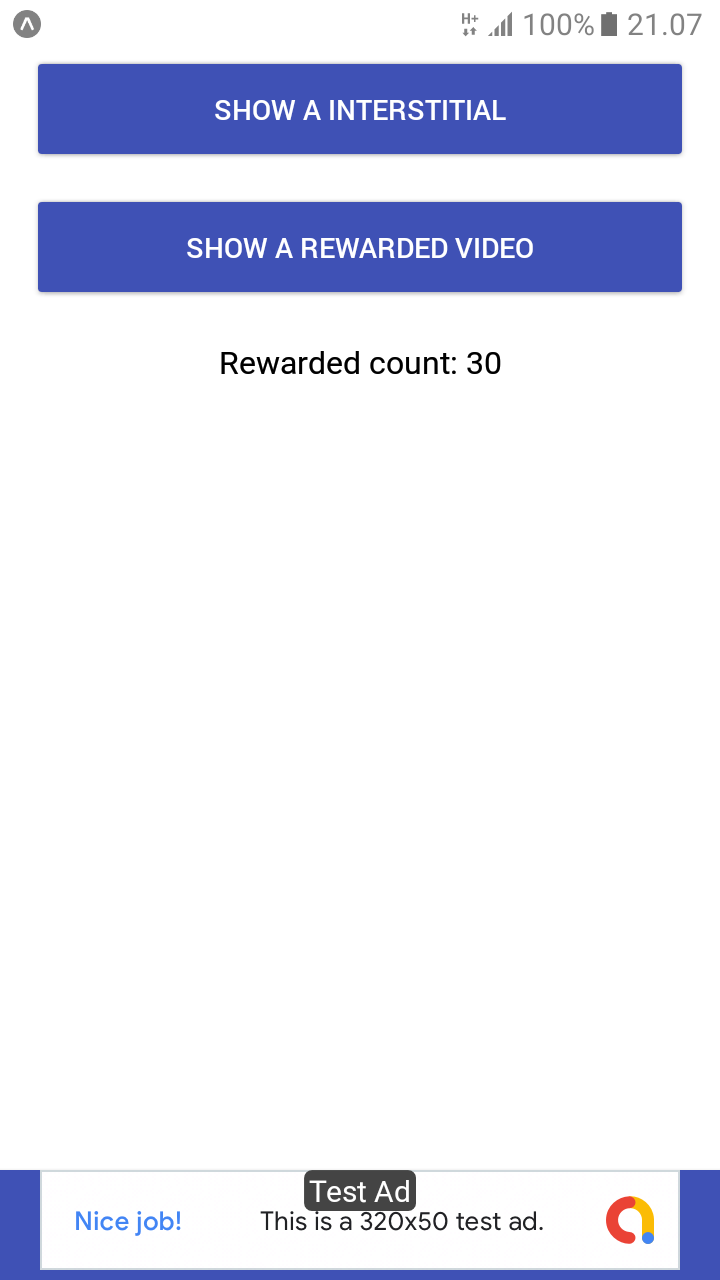 H+ 100% 21.07
SHOW A INTERSTITIAL
SHOW A REWARDED VIDEO
Rewarded count: 30
Test Ad
Nice job! This is a 320x50 test ad.